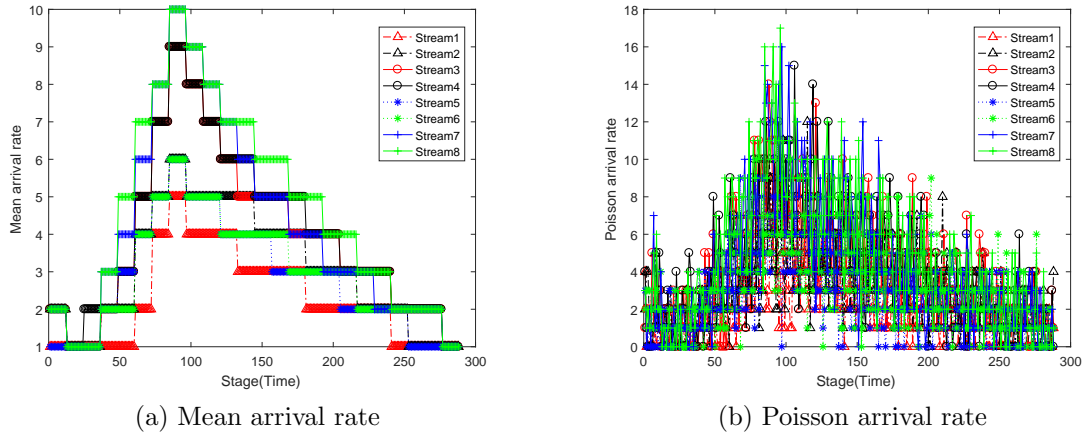 10
9
8
7
6
5
4
3
2
1
Mean arrival rate
0
50
100
150
200
250
300
Stage(Time)
Stream1
Stream2
Stream3
Stream4
Stream5
Stream6
Stream7
Stream8
(a) Mean arrival rate
18
16
14
12
10
8
6
4
2
0
Poisson arrival rate
0
50
100
150
200
250
300
Stage(Time)
Stream1
Stream2
Stream3
Stream4
Stream5
Stream6
Stream7
Stream8
(b) Poisson arrival rate